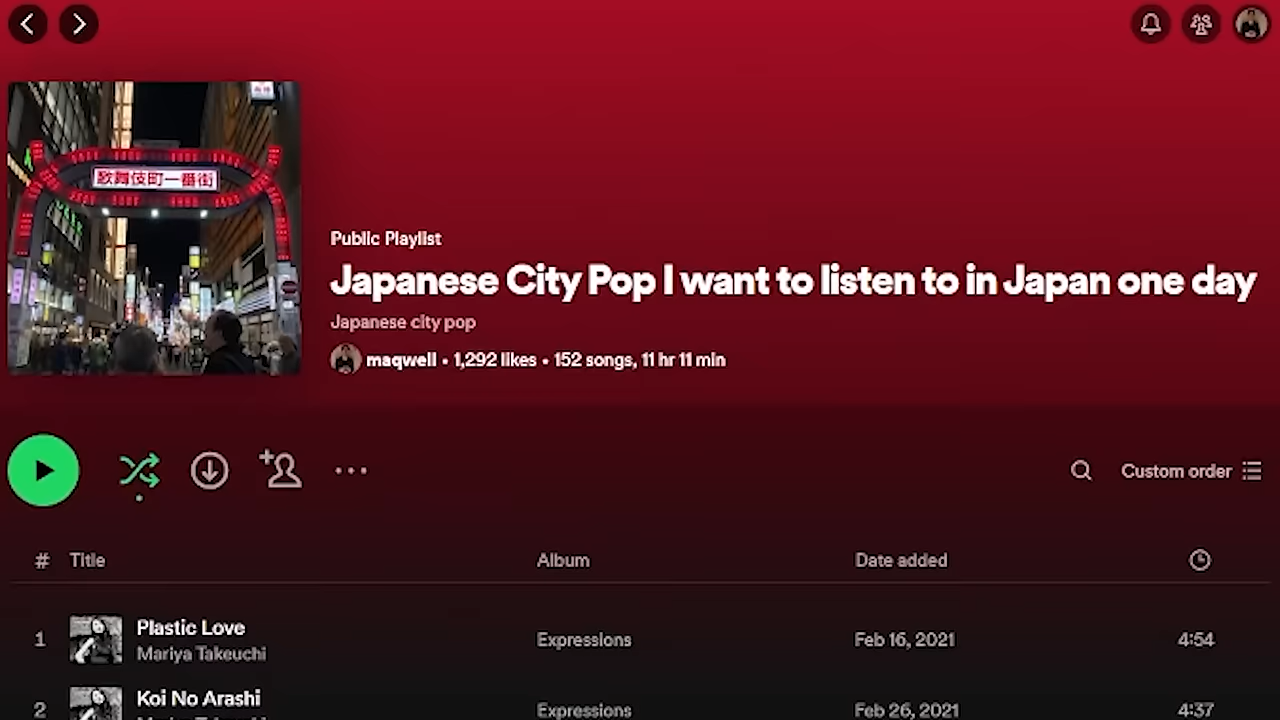 歌舞伎町一番街
Public Playlist
Japanese City Pop I want to listen to in Japan one day
Japanese city pop
maqwell • 1,292 likes • 152 songs, 11 hr 11 min
Custom order
# Title Album Date added
1 Plastic Love Expressions Feb 16, 2021 4:54
Mariya Takeuchi
2 Koi No Arashi Expressions Feb 26, 2021 4:37